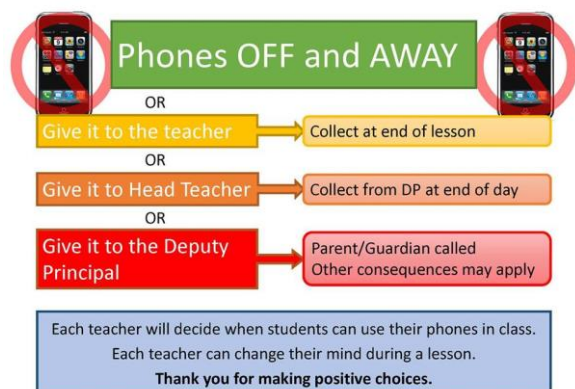 Phones OFF and AWAY
OR
Give it to the teacher
Collect at end of lesson
OR
Give it to Head Teacher
Collect from DP at end of day
OR
Give it to the Deputy
Principal
Parent/Guardian called
Other consequences may apply
Each teacher will decide when students can use their phones in class.
Each teacher can change their mind during a lesson.
Thank you for making positive choices.